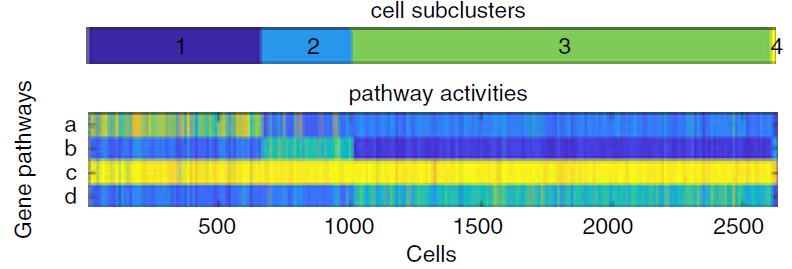 cell subclusters
1 2 3 4
pathway activities
Gene pathways
a
b
c
d
500 1000 1500 2000 2500
Cells